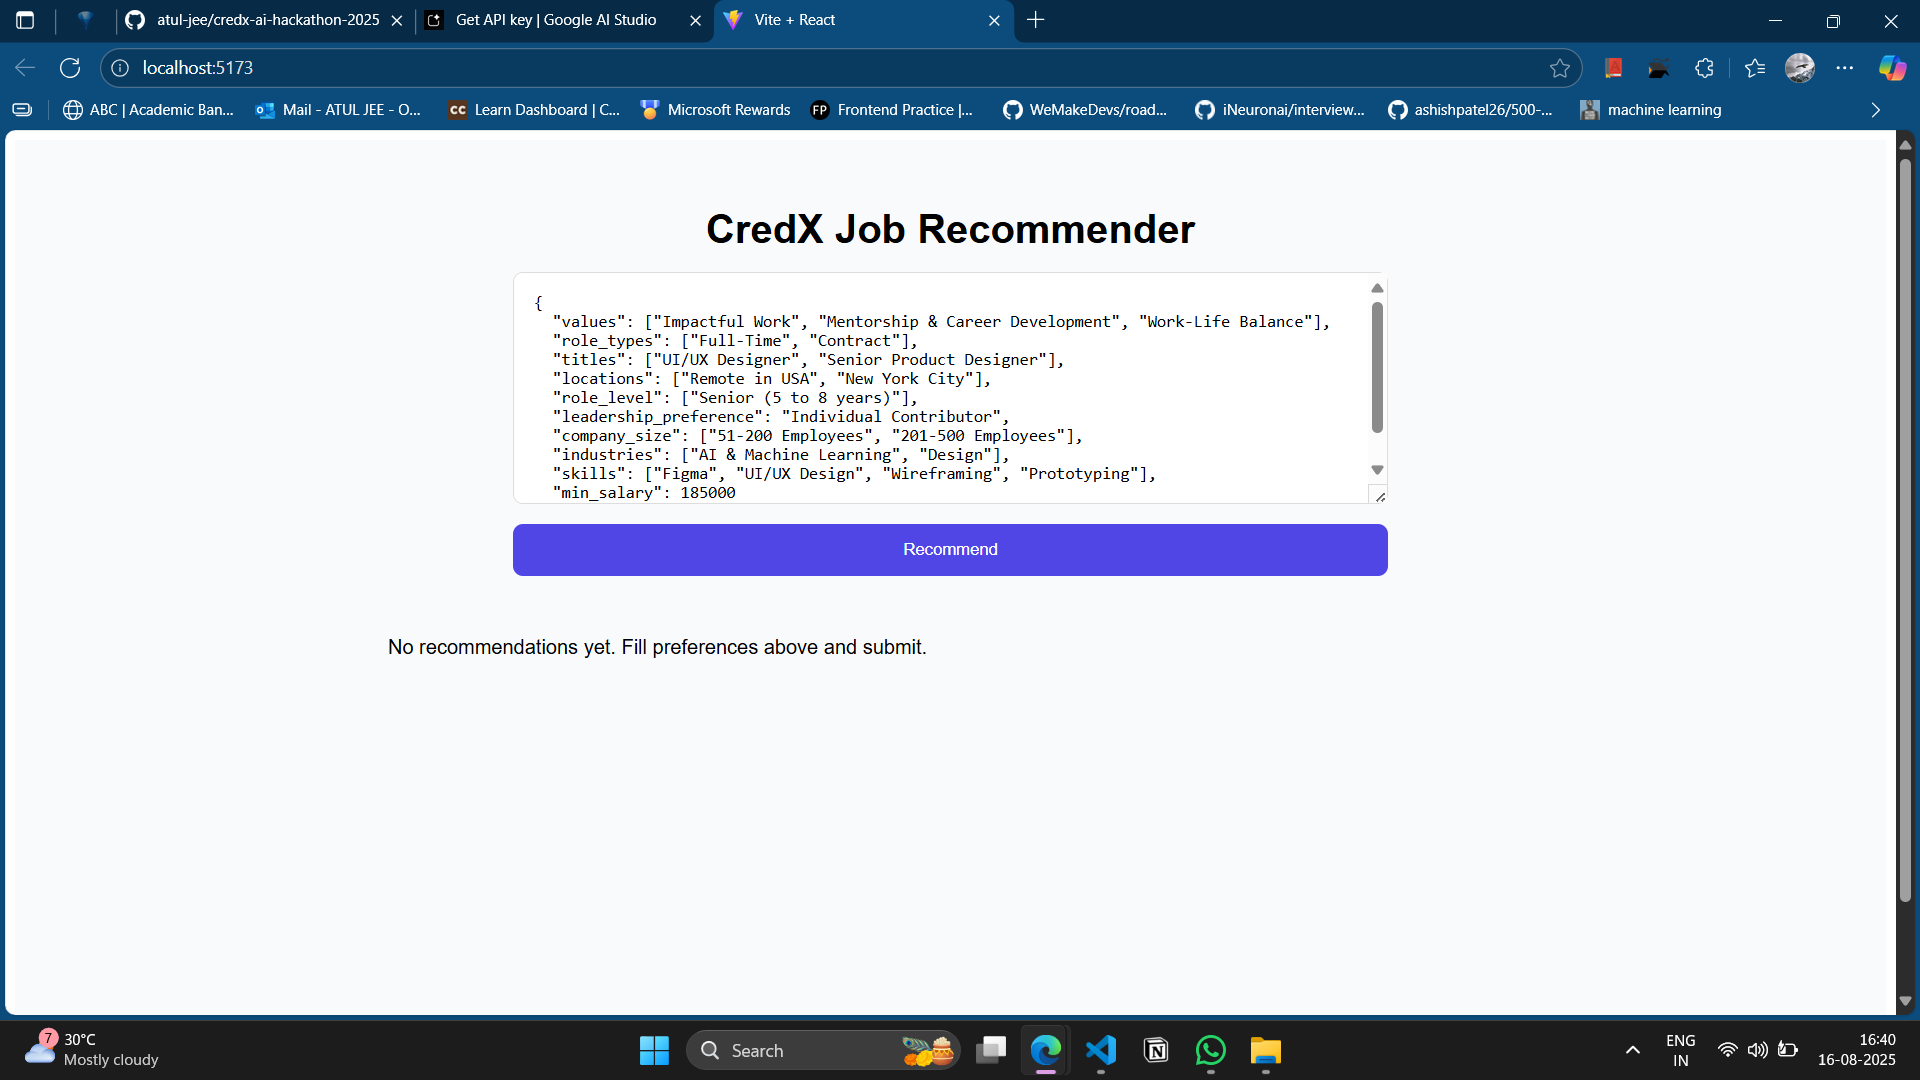 atul-jee/credx-ai-hackathon-2025
Get API key | Google AI Studio
Vite + React
localhost:5173
ABC | Academic Ban...
Mail - ATUL JEE - O...
CC
Learn Dashboard | C...
Microsoft Rewards
FP
Frontend Practice |...
WeMakeDevs/road...
iNeuronai/interview...
ashishpatel26/500-...
machine learning
CredX Job Recommender
{
  "values": ["Impactful Work", "Mentorship & Career Development", "Work-Life Balance"],
  "role_types": ["Full-Time", "Contract"],
  "titles": ["UI/UX Designer", "Senior Product Designer"],
  "locations": ["Remote in USA", "New York City"],
  "role_level": ["Senior (5 to 8 years)"],
  "leadership_preference": "Individual Contributor",
  "company_size": ["51-200 Employees", "201-500 Employees"],
  "industries": ["AI & Machine Learning", "Design"],
  "skills": ["Figma", "UI/UX Design", "Wireframing", "Prototyping"],
  "min_salary": 185000
Recommend
No recommendations yet. Fill preferences above and submit.
7
30°C
Mostly cloudy
Search
ENG
IN
16:40
16-08-2025